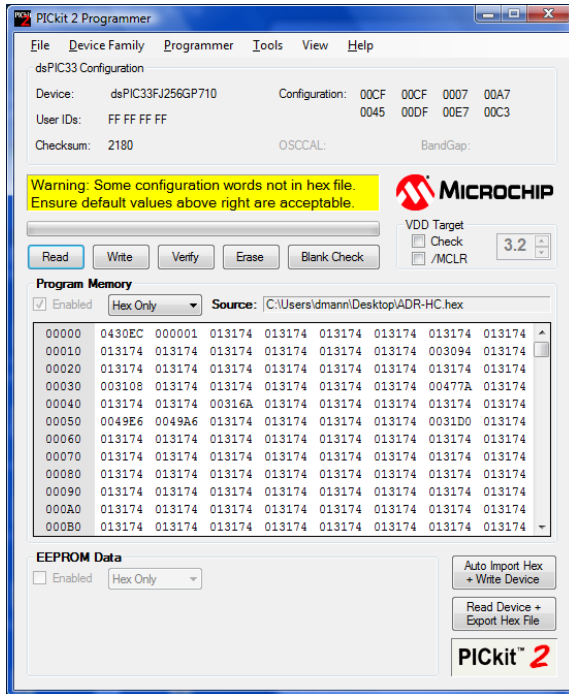 PICkit 2 Programmer
File Device Family Programmer Tools View Help
dsPIC33 Configuration
Device: dsPIC33FJ256GP710 Configuration: 00CF 00CF 0007 00A7
0045 00DF 00E7 00C3
User IDs: FF FF FF FF
Checksum: 2180 OSCCAL: BandGap:
Warning: Some configuration words not in hex file.
Ensure default values above right are acceptable.
MICROCHIP
VDD Target
Check
/MCLR
3.2
Read Write Verify Erase Blank Check
Program Memory
Enabled Hex Only Source: C:\Users\dmann\Desktop\ADR-HC.hex
00000 0430EC 000001 013174 013174 013174 013174 013174 013174
00010 013174 013174 013174 013174 013174 013174 003094 013174
00020 013174 013174 013174 013174 013174 013174 013174 013174
00030 003108 013174 013174 013174 013174 013174 00477A 013174
00040 013174 013174 00316A 013174 013174 013174 013174 013174
00050 0049E6 0049A6 013174 013174 013174 013174 0031D0 013174
00060 013174 013174 013174 013174 013174 013174 013174 013174
00070 013174 013174 013174 013174 013174 013174 013174 013174
00080 013174 013174 013174 013174 013174 013174 013174 013174
00090 013174 013174 013174 013174 013174 013174 013174 013174
000A0 013174 013174 013174 013174 013174 013174 013174 013174
000B0 013174 013174 013174 013174 013174 013174 013174 013174
EEPROM Data
Enabled Hex Only
Auto Import Hex
+ Write Device
Read Device +
Export Hex File
PICkit™ 2